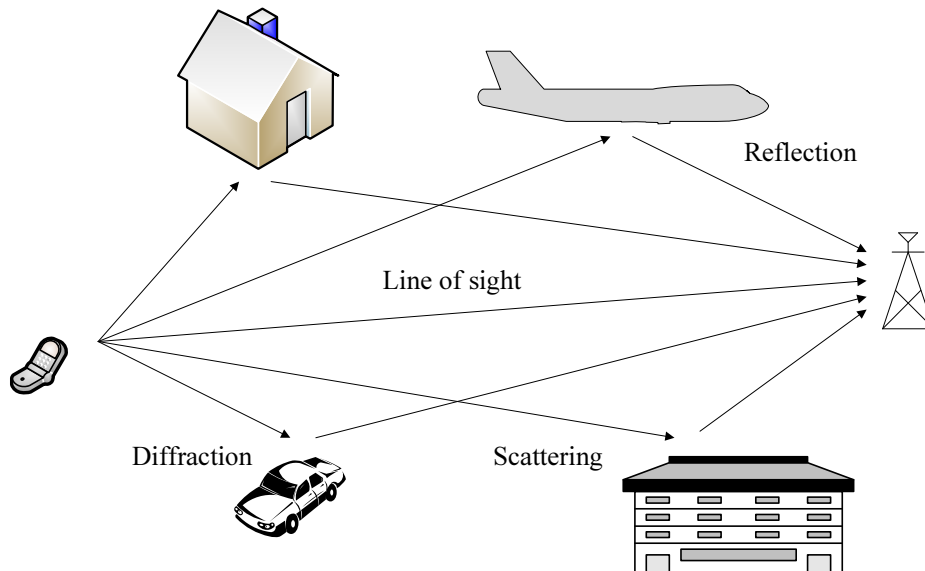 Reflection
Line of sight
Diffraction
Scattering